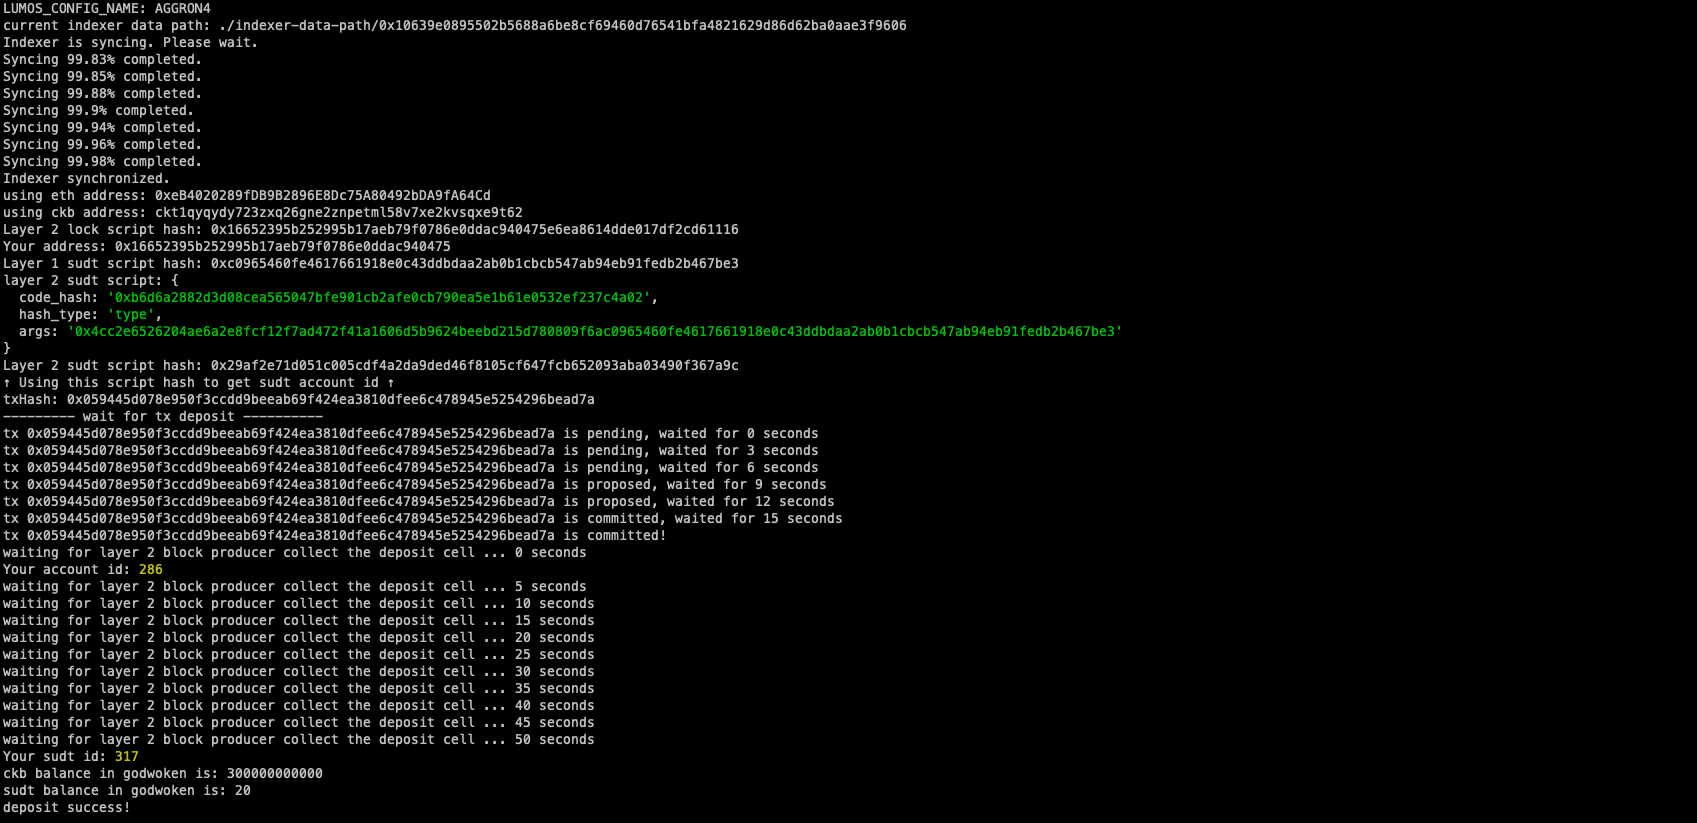 LUMOS_CONFIG_NAME: AGGRON4
current indexer data path: ./indexer-data-path/0x10639e0895502b5688a6be8cf69460d76541bfa4821629d86d62ba0aae3f9606
Indexer is syncing. Please wait.
Syncing 99.83% completed.
Syncing 99.85% completed.
Syncing 99.88% completed.
Syncing 99.9% completed.
Syncing 99.94% completed.
Syncing 99.96% completed.
Syncing 99.98% completed.
Indexer synchronized.
using eth address: 0xeB4020289fDB9B2896E8Dc75A80492bDA9fA64Cd
using ckb address: ckt1qyqydy723zxq26gne2znpetml58v7xe2kvsqxe9t62
Layer 2 lock script hash: 0x16652395b252995b17aeb79f0786e0ddac940475e6ea8614dde017df2cd61116
Your address: 0x16652395b252995b17aeb79f0786e0ddac940475
Layer 1 sudt script hash: 0xc0965460fe4617661918e0c43ddbdaa2ab0b1cbcb547ab94eb91fedb2b467be3
layer 2 sudt script: {
  code_hash: '0xb6d6a2882d3d08cea565047bfe901cb2afe0cb790ea5e1b61e0532ef237c4a02',
  hash_type: 'type',
  args: '0x4cc2e6526204ae6a2e8fcf12f7ad472f41a1606d5b9624beebd215d780809f6ac0965460fe4617661918e0c43ddbdaa2ab0b1cbcb547ab94eb91fedb2b467be3'
}
Layer 2 sudt script hash: 0x29af2e71d051c005cdf4a2da9ded46f8105cf647fcb652093aba03490f367a9c
↑ Using this script hash to get sudt account id ↑
txHash: 0x059445d078e950f3ccdd9beeab69f424ea3810dfee6c478945e5254296bead7a
--------- wait for tx deposit ----------
tx 0x059445d078e950f3ccdd9beeab69f424ea3810dfee6c478945e5254296bead7a is pending, waited for 0 seconds
tx 0x059445d078e950f3ccdd9beeab69f424ea3810dfee6c478945e5254296bead7a is pending, waited for 3 seconds
tx 0x059445d078e950f3ccdd9beeab69f424ea3810dfee6c478945e5254296bead7a is pending, waited for 6 seconds
tx 0x059445d078e950f3ccdd9beeab69f424ea3810dfee6c478945e5254296bead7a is proposed, waited for 9 seconds
tx 0x059445d078e950f3ccdd9beeab69f424ea3810dfee6c478945e5254296bead7a is proposed, waited for 12 seconds
tx 0x059445d078e950f3ccdd9beeab69f424ea3810dfee6c478945e5254296bead7a is committed, waited for 15 seconds
tx 0x059445d078e950f3ccdd9beeab69f424ea3810dfee6c478945e5254296bead7a is committed!
waiting for layer 2 block producer collect the deposit cell ... 0 seconds
Your account id: 286
waiting for layer 2 block producer collect the deposit cell ... 5 seconds
waiting for layer 2 block producer collect the deposit cell ... 10 seconds
waiting for layer 2 block producer collect the deposit cell ... 15 seconds
waiting for layer 2 block producer collect the deposit cell ... 20 seconds
waiting for layer 2 block producer collect the deposit cell ... 25 seconds
waiting for layer 2 block producer collect the deposit cell ... 30 seconds
waiting for layer 2 block producer collect the deposit cell ... 35 seconds
waiting for layer 2 block producer collect the deposit cell ... 40 seconds
waiting for layer 2 block producer collect the deposit cell ... 45 seconds
waiting for layer 2 block producer collect the deposit cell ... 50 seconds
Your sudt id: 317
ckb balance in godwoken is: 300000000000
sudt balance in godwoken is: 20
deposit success!